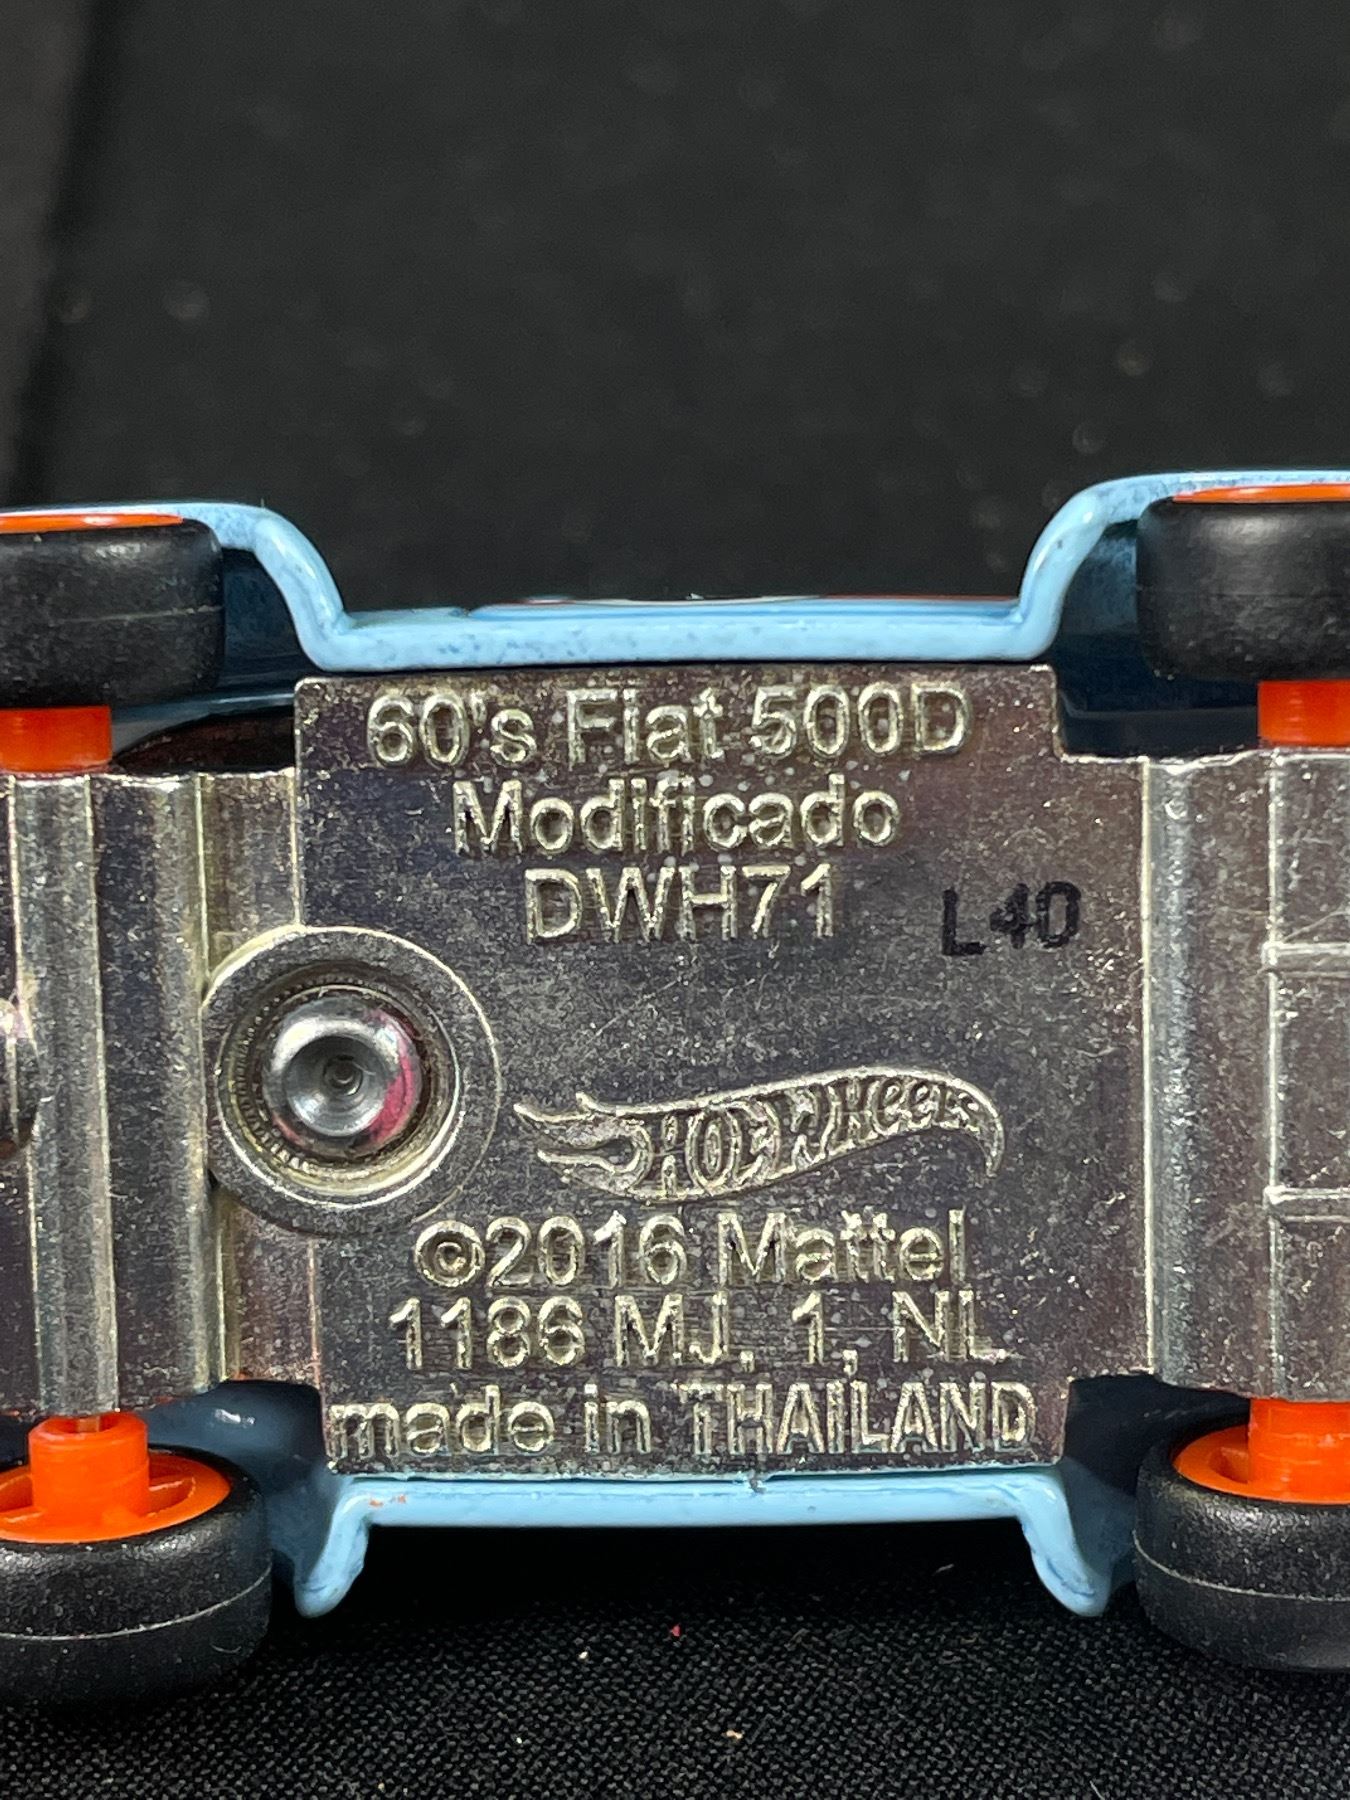 60's Fiat 500D
Modificado
DWH71
L40
HOT WHEELS
©2016 Mattel
1186 MJ, 1, NL
made in THAILAND